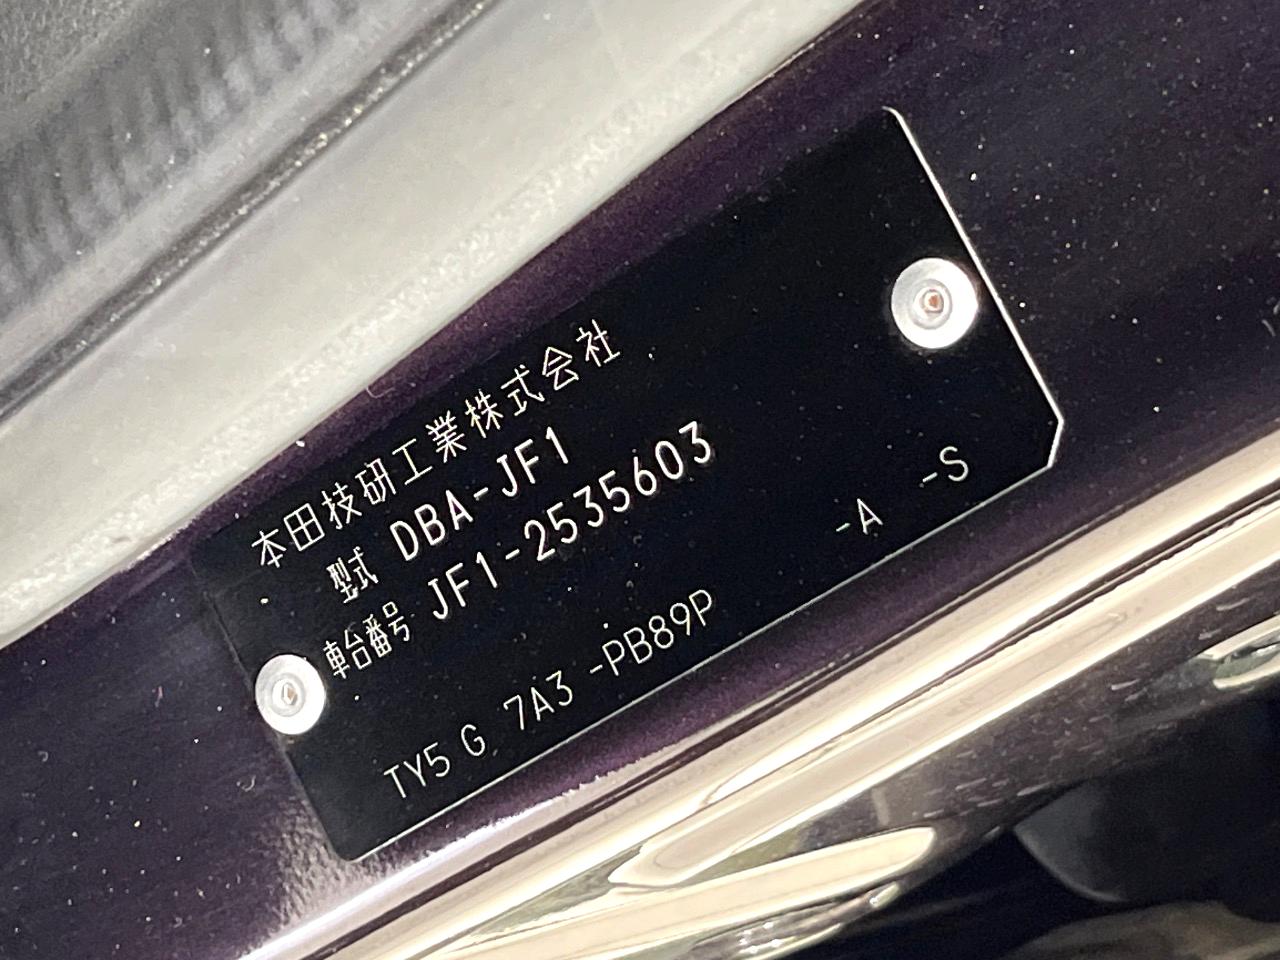 本田技研工業株式会社
型式 DBA-JF1
車台番号 JF1-2535603
TY5 G 7A3 -PB89P -A -S